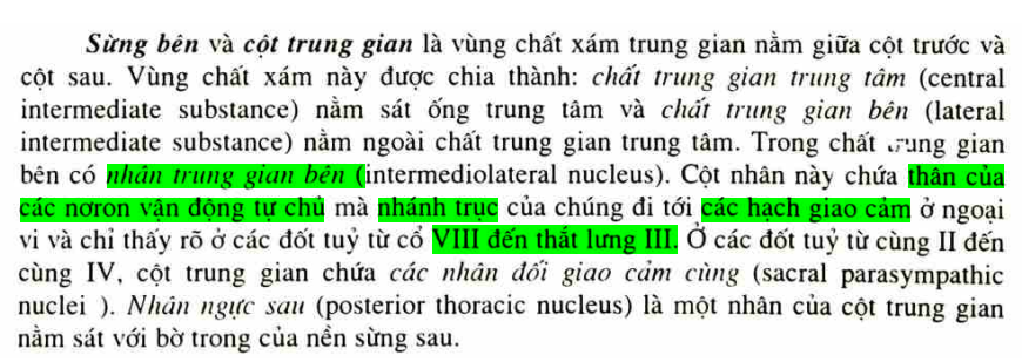 Sừng bên và cột trung gian là vùng chất xám trung gian nằm giữa cột trước và
cột sau. Vùng chất xám này được chia thành: chất trung gian trung tâm (central
intermediate substance) nằm sát ống trung tâm và chất trung gian bên (lateral
intermediate substance) nằm ngoài chất trung gian trung tâm. Trong chất trung gian
bên có nhân trung gian bên (intermediolateral nucleus). Cột nhân này chứa thân của
các nơron vận động tự chủ mà nhánh trục của chúng đi tới các hạch giao cảm ở ngoại
vi và chỉ thấy rõ ở các đốt tuỷ từ cổ VIII đến thắt lưng III. Ở các đốt tuỷ từ cùng II đến
cùng IV, cột trung gian chứa các nhân đối giao cảm cùng (sacral parasympathic
nuclei ). Nhân ngực sau (posterior thoracic nucleus) là một nhân của cột trung gian
nằm sát với bờ trong của nền sừng sau.